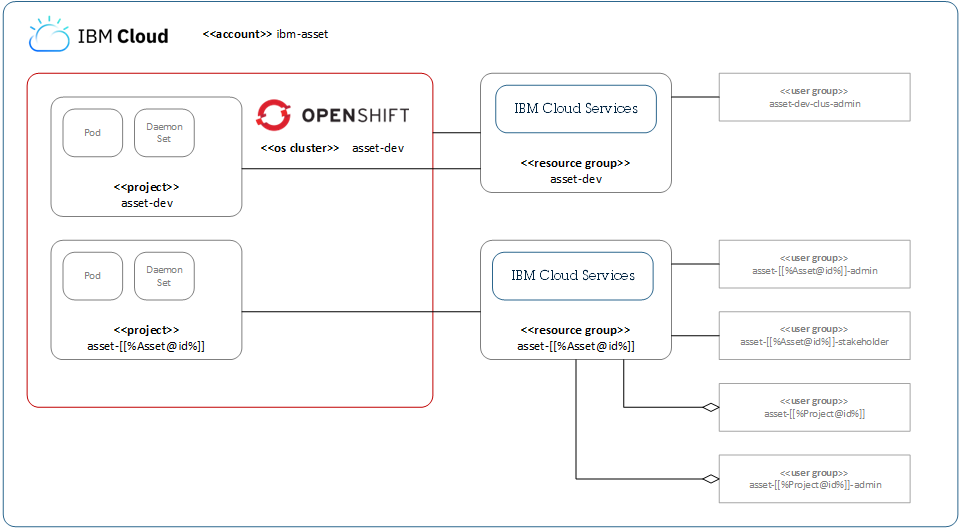 IBM Cloud
<<account>> ibm-asset
OPENSHIFT
<<os cluster>> asset-dev
Pod
Daemon
Set
<<project>>
asset-dev
IBM Cloud Services
<<resource group>>
asset-dev
<<user group>>
asset-dev-clus-admin
Pod
Daemon
Set
<<project>>
asset-[[%Asset@id%]]
IBM Cloud Services
<<resource group>>
asset-[[%Asset@id%]]
<<user group>>
asset-[[%Asset@id%]]-admin
<<user group>>
asset-[[%Asset@id%]]-stakeholder
<<user group>>
asset-[[%Project@id%]]
<<user group>>
asset-[[%Project@id%]]-admin